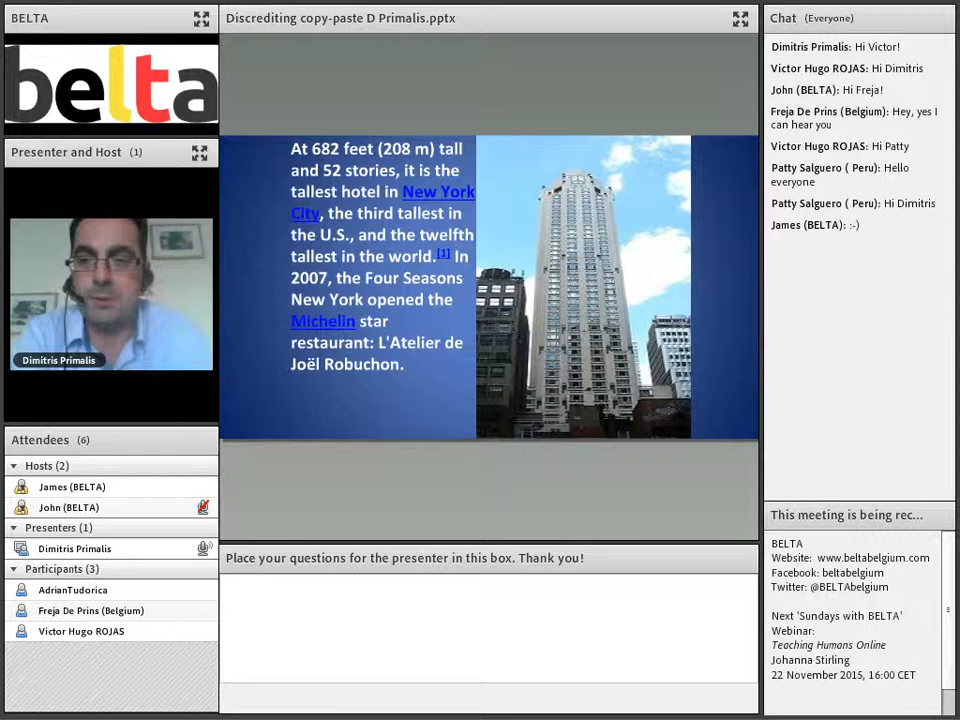 BELTA
belta
Presenter and Host (1)
Dimitris Primalis
Attendees (6)
Hosts (2)
James (BELTA)
John (BELTA)
Presenters (1)
Dimitris Primalis
Participants (3)
AdrianTudorica
Freja De Prins (Belgium)
Victor Hugo ROJAS
Discrediting copy-paste D Primalis.pptx
At 682 feet (208 m) tall
and 52 stories, it is the
tallest hotel in New York
City, the third tallest in
the U.S., and the twelfth
tallest in the world.[1] In
2007, the Four Seasons
New York opened the
Michelin star
restaurant: L'Atelier de
Joël Robuchon.
Place your questions for the presenter in this box. Thank you!
Chat (Everyone)
Dimitris Primalis: Hi Victor!
Victor Hugo ROJAS: Hi Dimitris
John (BELTA): Hi Freja!
Freja De Prins (Belgium): Hey, yes I
can hear you
Victor Hugo ROJAS: Hi Patty
Patty Salguero ( Peru): Hello
everyone
Patty Salguero ( Peru): Hi Dimitris
James (BELTA): :-)
This meeting is being rec...
BELTA
Website: www.beltabelgium.com
Facebook: beltabelgium
Twitter: @BELTAbelgium
Next 'Sundays with BELTA'
Webinar:
Teaching Humans Online
Johanna Stirling
22 November 2015, 16:00 CET